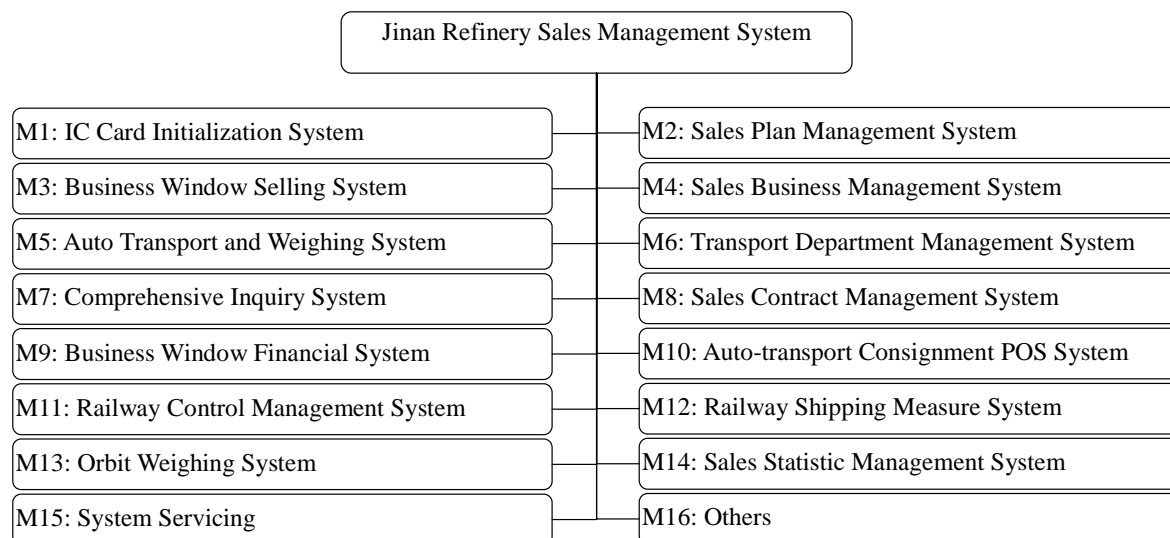 Jinan Refinery Sales Management System
M1: IC Card Initialization System
M2: Sales Plan Management System
M3: Business Window Selling System
M4: Sales Business Management System
M5: Auto Transport and Weighing System
M6: Transport Department Management System
M7: Comprehensive Inquiry System
M8: Sales Contract Management System
M9: Business Window Financial System
M10: Auto-transport Consignment POS System
M11: Railway Control Management System
M12: Railway Shipping Measure System
M13: Orbit Weighing System
M14: Sales Statistic Management System
M15: System Servicing
M16: Others